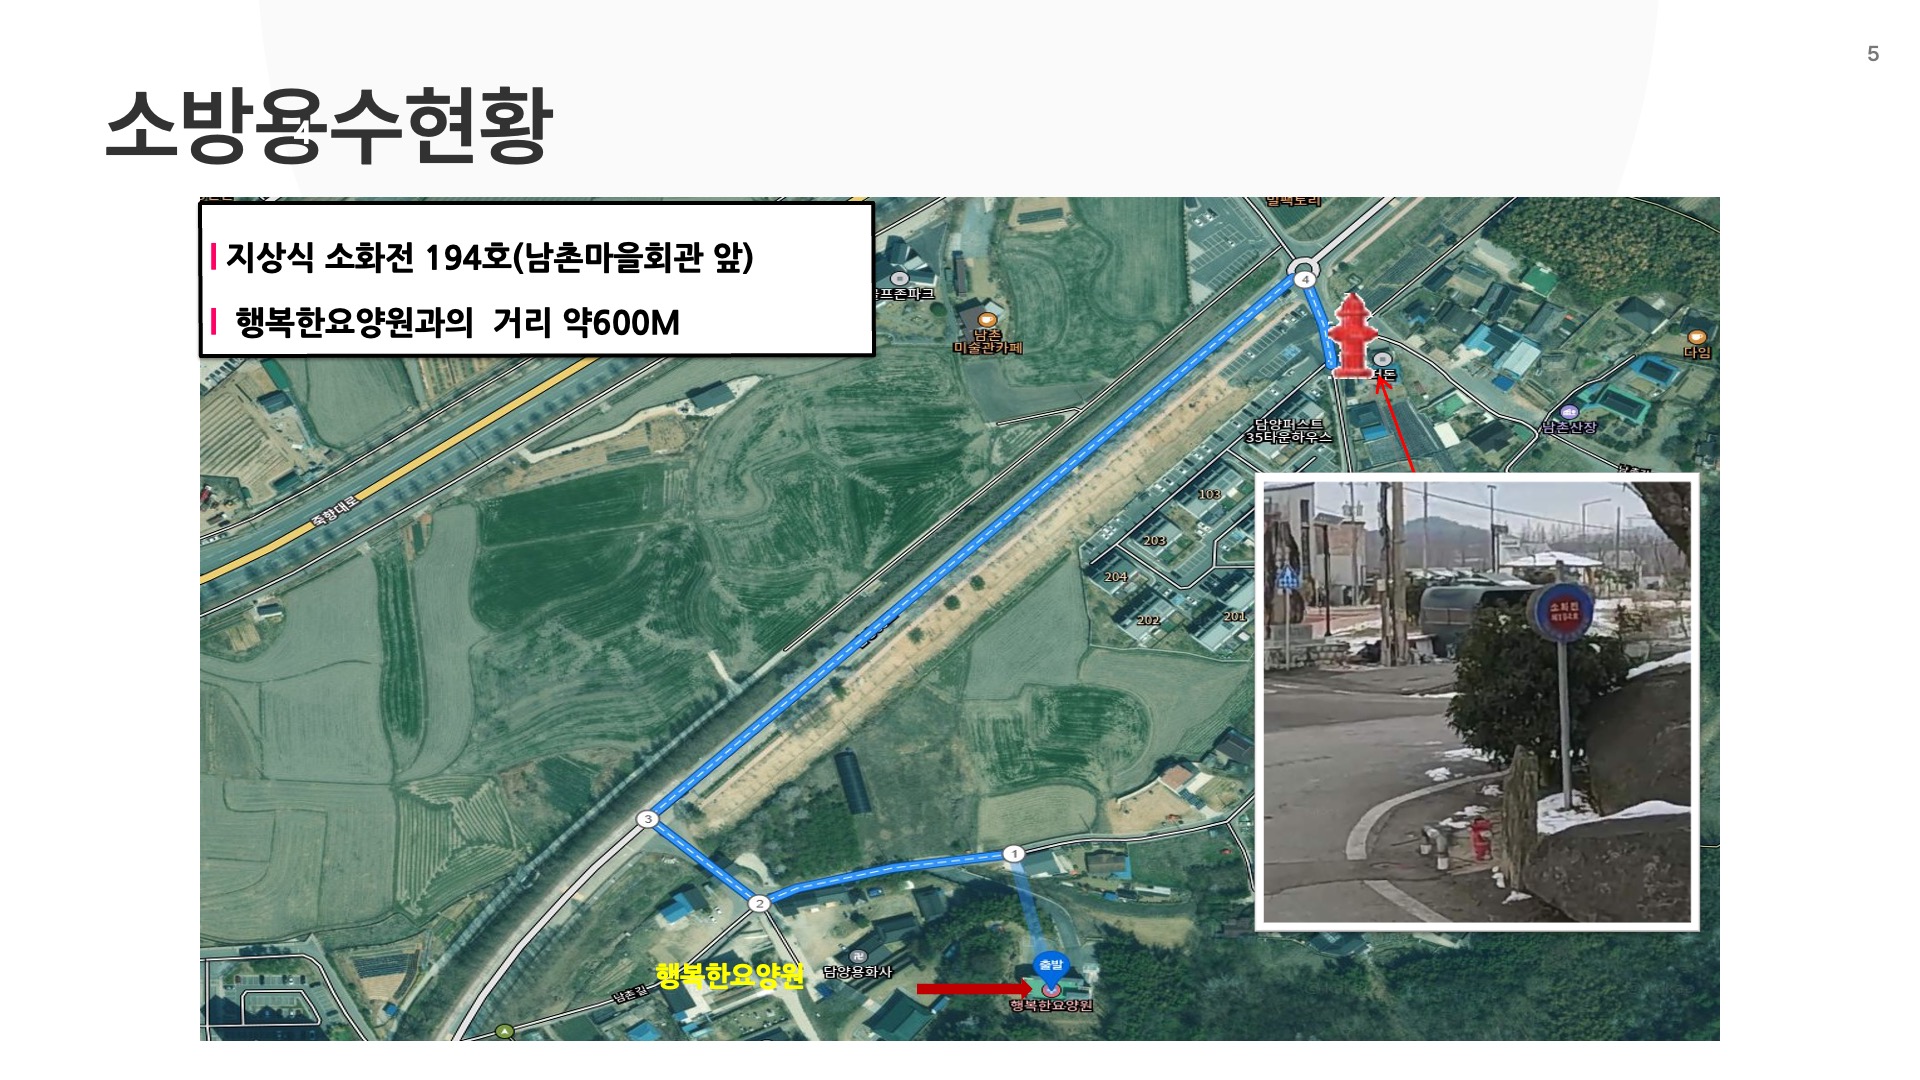 5
소방용수현황
4
지상식 소화전 194호(남촌마을회관 앞)
행복한요양원과의 거리 약600M
골프존파크
남촌
미술관카페
4
더돈
다임
남촌산장
담양퍼스트
35타운하우스
죽향대로
103
203
204
202
201
소화전
제194호
3
1
2
출발
행복한요양원
행복한요양원
담양용화사
남촌길